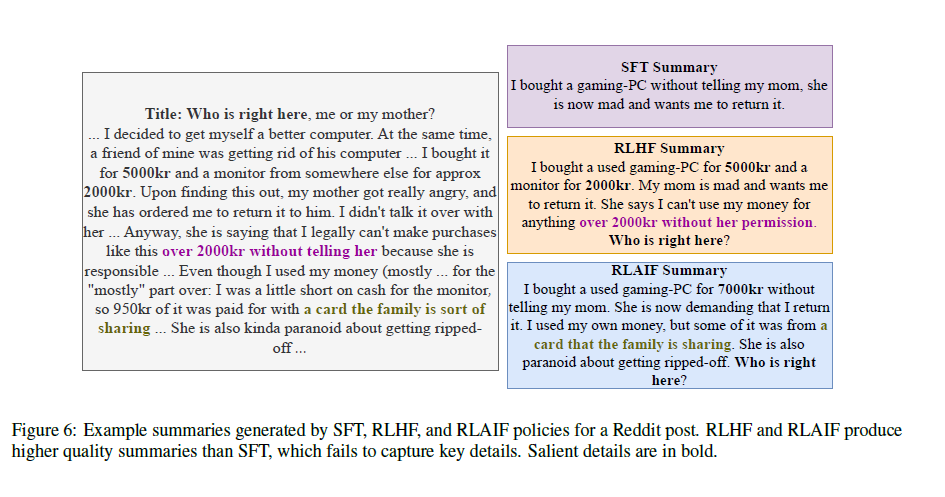 Title: Who is right here, me or my mother?
... I decided to get myself a better computer. At the same time,
a friend of mine was getting rid of his computer ... I bought it
for 5000kr and a monitor from somewhere else for approx
2000kr. Upon finding this out, my mother got really angry, and
she has ordered me to return it to him. I didn't talk it over with
her ... Anyway, she is saying that I legally can't make purchases
like this over 2000kr without telling her because she is
responsible ... Even though I used my money (mostly ... for the
"mostly" part over: I was a little short on cash for the monitor,
so 950kr of it was paid for with a card the family is sort of
sharing ... She is also kinda paranoid about getting ripped-
off ...
SFT Summary
I bought a gaming-PC without telling my mom, she
is now mad and wants me to return it.
RLHF Summary
I bought a used gaming-PC for 5000kr and a
monitor for 2000kr. My mom is mad and wants me
to return it. She says I can't use my money for
anything over 2000kr without her permission.
Who is right here?
RLAIF Summary
I bought a used gaming-PC for 7000kr without
telling my mom. She is now demanding that I return
it. I used my own money, but some of it was from a
card that the family is sharing. She is also
paranoid about getting ripped-off. Who is right
here?
Figure 6: Example summaries generated by SFT, RLHF, and RLAIF policies for a Reddit post. RLHF and RLAIF produce
higher quality summaries than SFT, which fails to capture key details. Salient details are in bold.